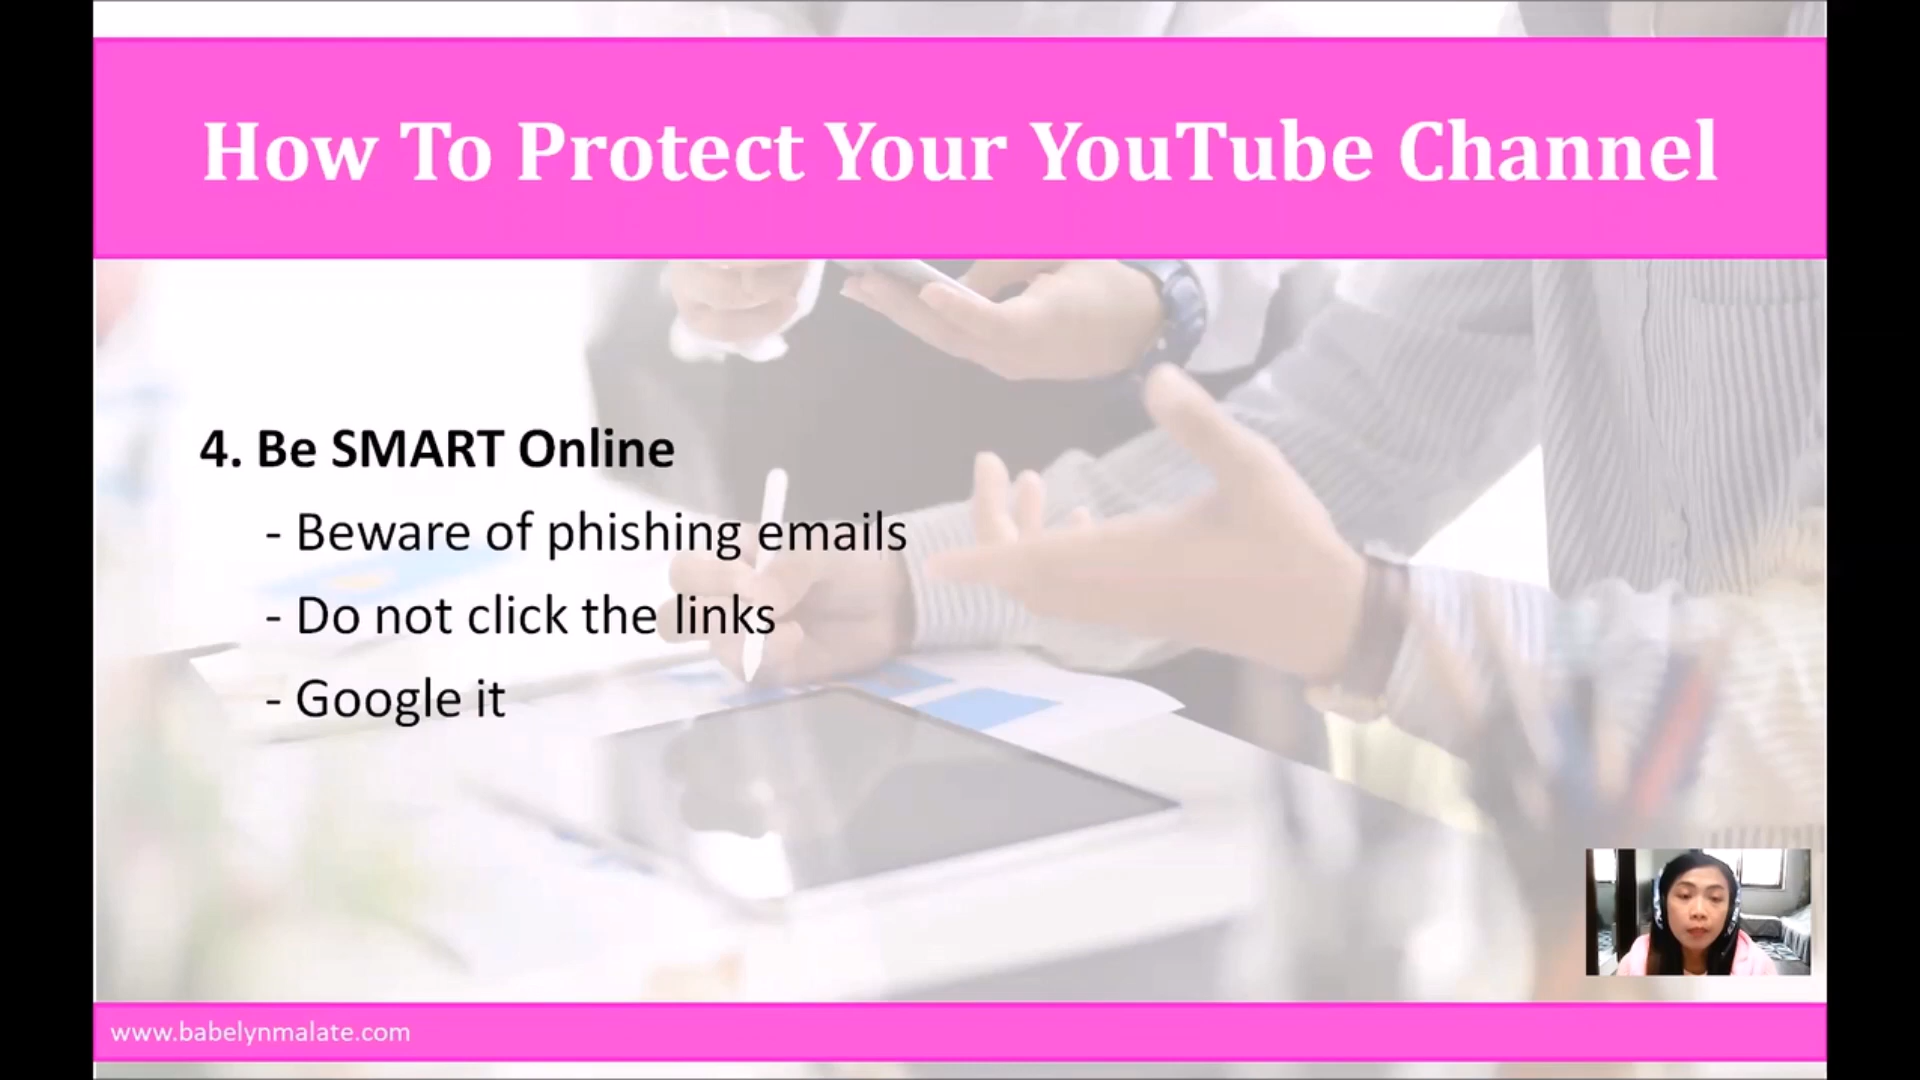 How To Protect Your YouTube Channel
4. Be SMART Online
- Beware of phishing emails
- Do not click the links
- Google it
www.babelynmalate.com